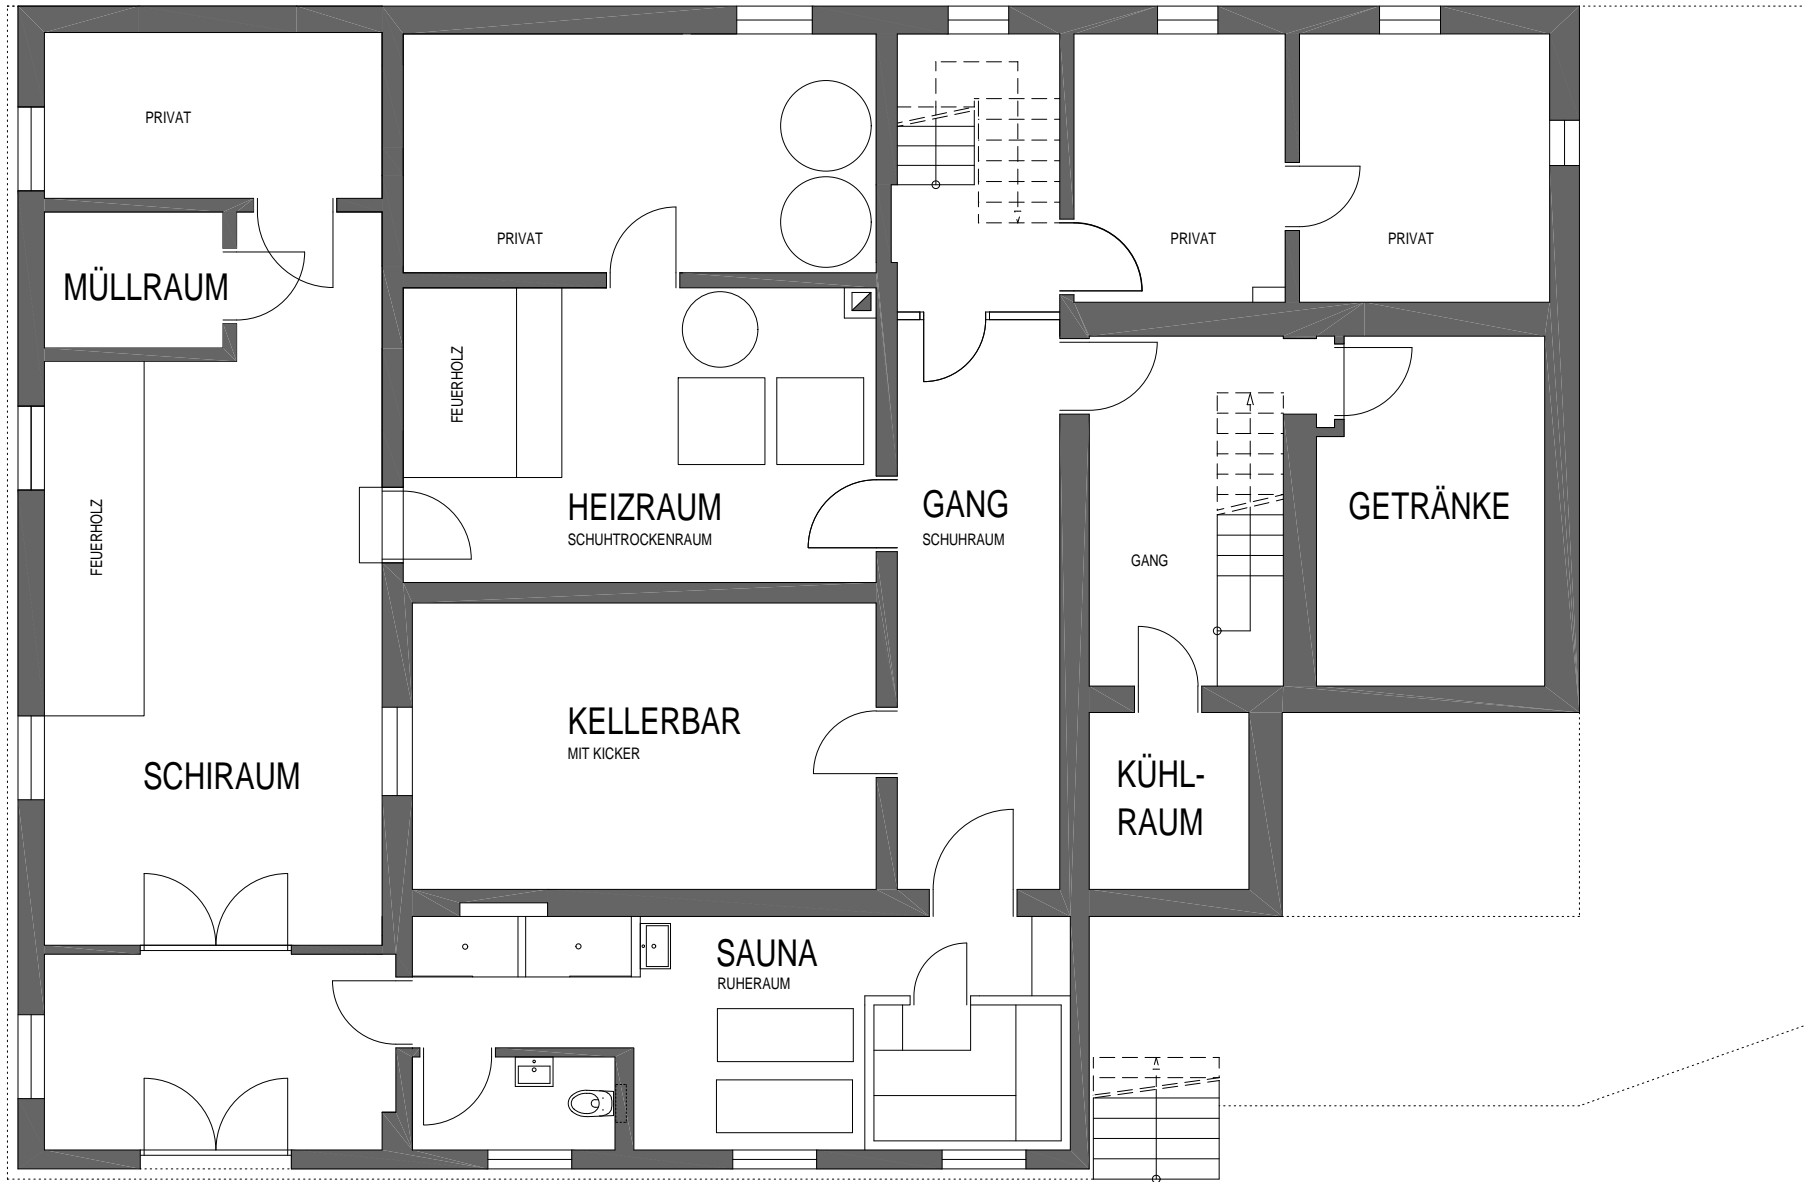 PRIVAT
PRIVAT
PRIVAT
PRIVAT
MÜLLRAUM
FEUERHOLZ
FEUERHOLZ
HEIZRAUM
SCHUHTROCKENRAUM
GANG
SCHUHRAUM
GANG
GETRÄNKE
KELLERBAR
MIT KICKER
SCHIRAUM
KÜHL-
RAUM
SAUNA
RUHERAUM